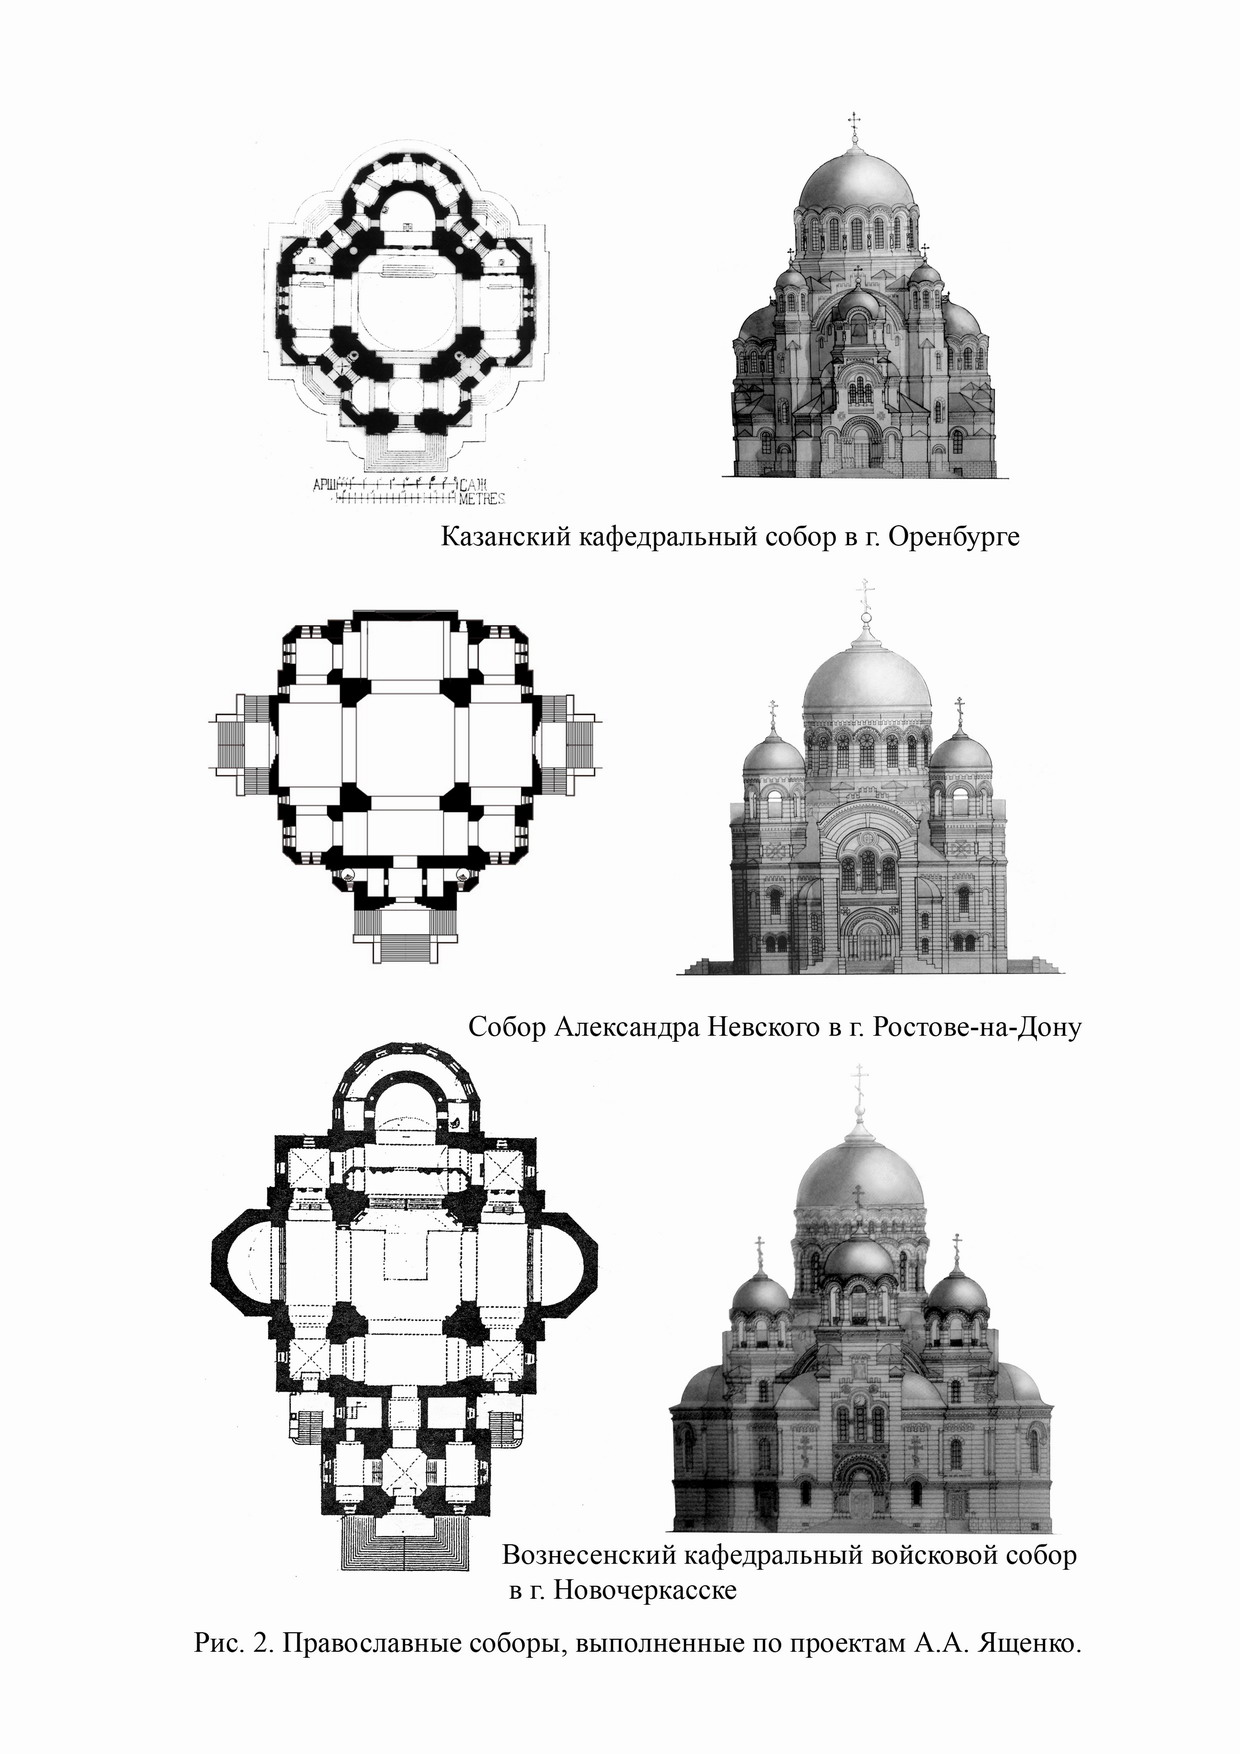 АРШ САЖ
METRES
Казанский кафедральный собор в г. Оренбурге
Собор Александра Невского в г. Ростове-на-Дону
Вознесенский кафедральный войсковой собор
в г. Новочеркасске
Рис. 2. Православные соборы, выполненные по проектам А.А. Ященко.